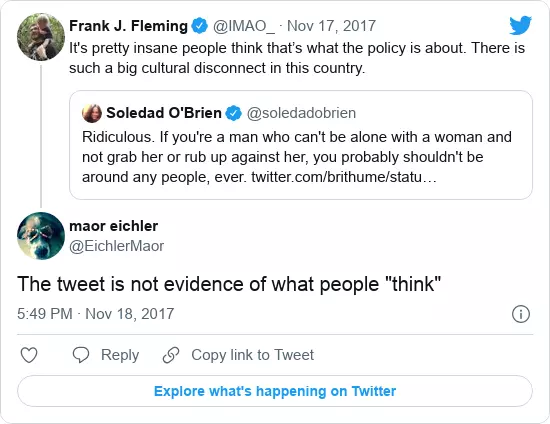 Frank J. Fleming @IMAO_ · Nov 17, 2017
It's pretty insane people think that’s what the policy is about. There is
such a big cultural disconnect in this country.
Soledad O'Brien @soledadobrien
Ridiculous. If you're a man who can't be alone with a woman and
not grab her or rub up against her, you probably shouldn't be
around any people, ever. twitter.com/brithume/statu…
maor eichler
@EichlerMaor
The tweet is not evidence of what people "think"
5:49 PM · Nov 18, 2017
Reply
Copy link to Tweet
Explore what's happening on Twitter